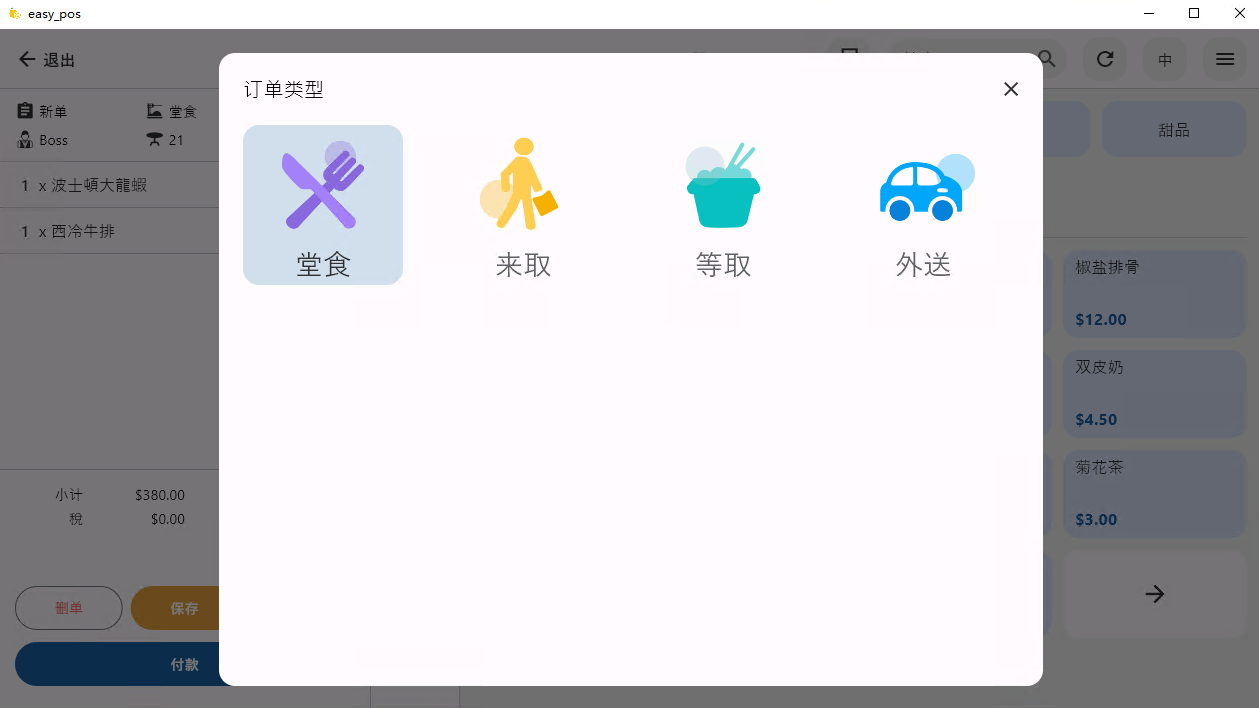 easy_pos
退出
中
订单类型
新单
堂食
Boss
21
甜品
1 x 波士頓大龍蝦
1 x 西冷牛排
堂食
来取
等取
外送
椒盐排骨
$12.00
双皮奶
$4.50
菊花茶
$3.00
小计
$380.00
稅
$0.00
删单
保存
付款